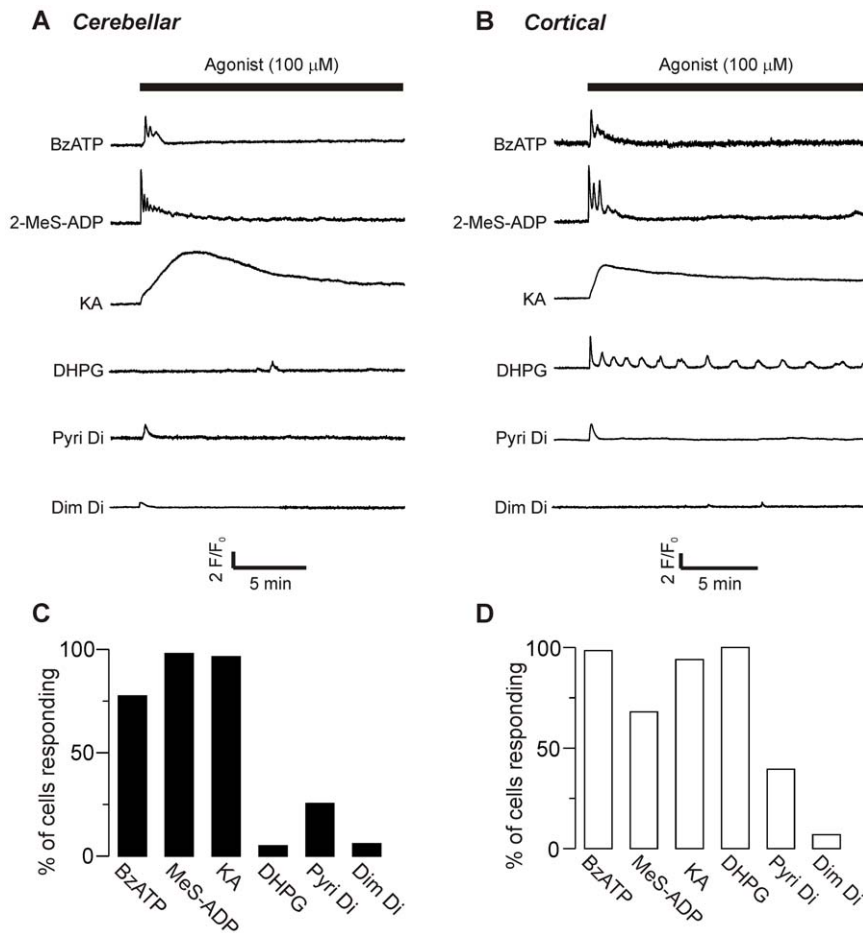 A Cerebellar
Agonist (100 μM)
BzATP
2-MeS-ADP
KA
DHPG
Pyri Di
Dim Di
2 F/F₀
5 min
B Cortical
Agonist (100 μM)
BzATP
2-MeS-ADP
KA
DHPG
Pyri Di
Dim Di
2 F/F₀
5 min
C
% of cells responding
100
50
0
BzATP
MeS-ADP
KA
DHPG
Pyri Di
Dim Di
D
% of cells responding
100
50
0
BzATP
MeS-ADP
KA
DHPG
Pyri Di
Dim Di